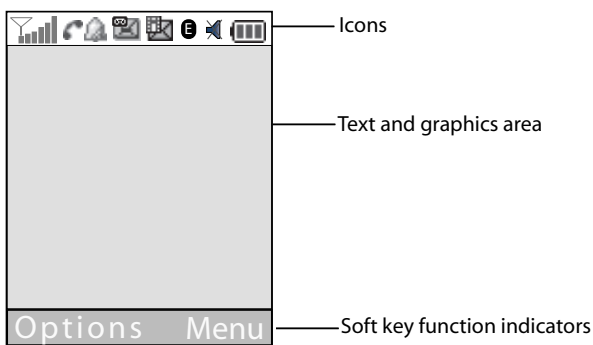 E
Icons
Text and graphics area
Options Menu
Soft key function indicators